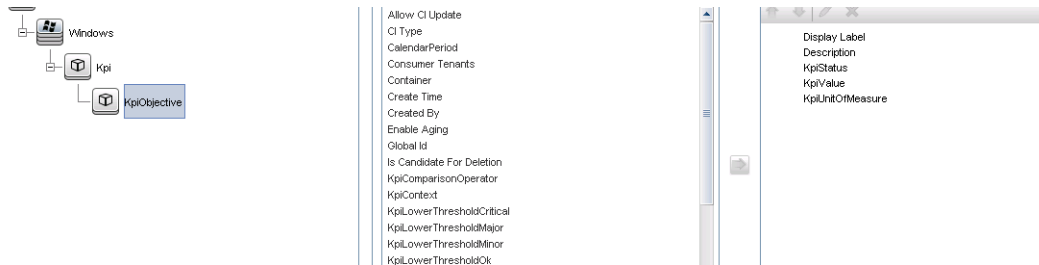 Windows
Kpi
KpiObjective
Allow CI Update
CI Type
CalendarPeriod
Consumer Tenants
Container
Create Time
Created By
Enable Aging
Global Id
Is Candidate For Deletion
KpiComparisonOperator
KpiContext
KpiLowerThresholdCritical
KpiLowerThresholdMajor
KpiLowerThresholdMinor
KpiLowerThresholdOk
Display Label
Description
KpiStatus
KpiValue
KpiUnitOfMeasure